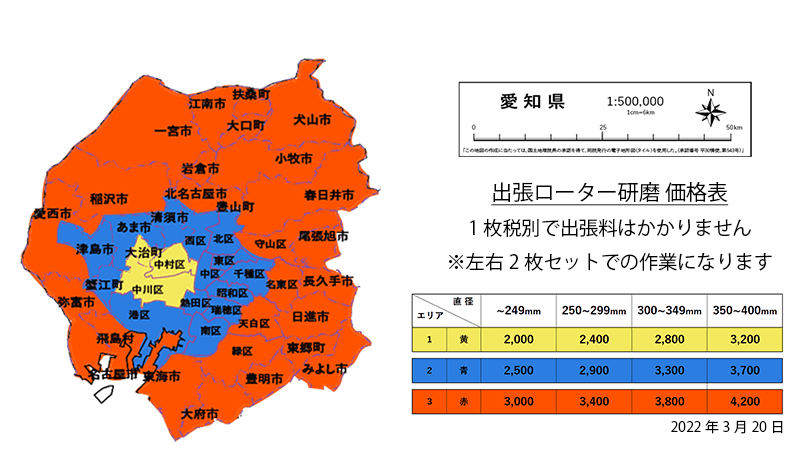 扶桑町
江南市
大口町
犬山市
一宮市
小牧市
岩倉市
稲沢市
北名古屋市
春日井市
愛西市
豊山町
清須市
あま市
津島市
西区
北区
守山区
尾張旭市
大治町
中村区
東区
中区
千種区
蟹江町
中川区
名東区
長久手市
昭和区
弥富市
熱田区
瑞穂区
港区
天白区
日進市
南区
飛島村
緑区
東郷町
みよし市
名古屋市
東海市
豊明市
大府市
愛知県
1:500,000
1cm=6km
N
0 25 50km
「この地図の作成に当たっては、国土地理院長の承認を得て、同院発行の電子地形図(タイル)を使用した。(承認番号 平30情使、第543号)」
出張ローター研磨 価格表
1枚税別で出張料はかかりません
※左右2枚セットでの作業になります
直径
エリア
~249mm 250~299mm 300~349mm 350~400mm
1 黄 2,000 2,400 2,800 3,200
2 青 2,500 2,900 3,300 3,700
3 赤 3,000 3,400 3,800 4,200
2022年3月20日